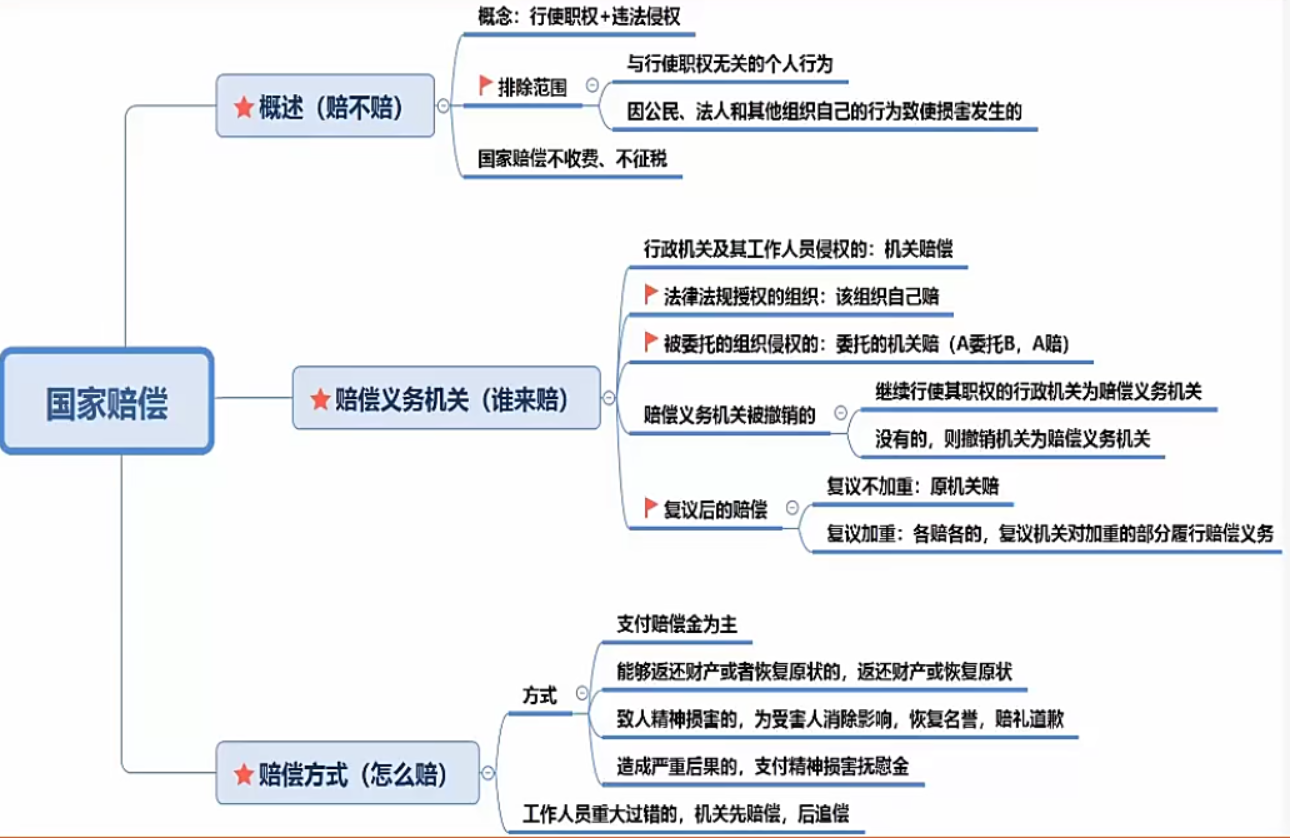 国家赔偿
概述（赔不赔）
概念：行使职权+违法侵权
排除范围
与行使职权无关的个人行为
因公民、法人和其他组织自己的行为致使损害发生的
国家赔偿不收费、不征税
赔偿义务机关（谁来赔）
行政机关及其工作人员侵权的：机关赔偿
法律法规授权的组织：该组织自己赔
被委托的组织侵权的：委托的机关赔（A委托B，A赔）
赔偿义务机关被撤销的
继续行使其职权的行政机关为赔偿义务机关
没有的，则撤销机关为赔偿义务机关
复议后的赔偿
复议不加重：原机关赔
复议加重：各赔各的，复议机关对加重的部分履行赔偿义务
赔偿方式（怎么赔）
方式
支付赔偿金为主
能够返还财产或者恢复原状的，返还财产或恢复原状
致人精神损害的，为受害人消除影响，恢复名誉，赔礼道歉
造成严重后果的，支付精神损害抚慰金
工作人员重大过错的，机关先赔偿，后追偿